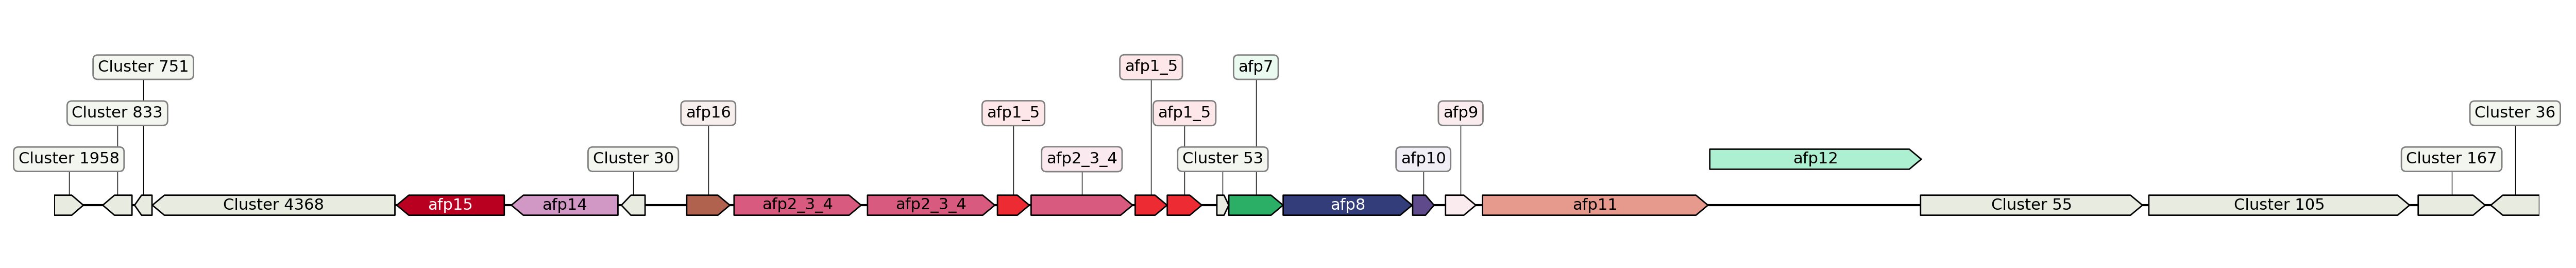 Cluster 751
afp1_5
afp7
Cluster 833
afp16
afp1_5
afp1_5
afp9
Cluster 36
Cluster 1958
Cluster 30
afp2_3_4
Cluster 53
afp10
afp12
Cluster 167
Cluster 4368
afp15
afp14
afp2_3_4
afp2_3_4
afp8
afp11
Cluster 55
Cluster 105